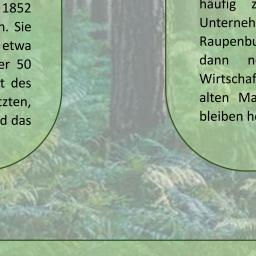 1852
n. Sie
etwa
er 50
t des
tzten,
d das
häufig z
Unterneh
Raupenbu
dann n
Wirtschaf
alten Ma
bleiben h